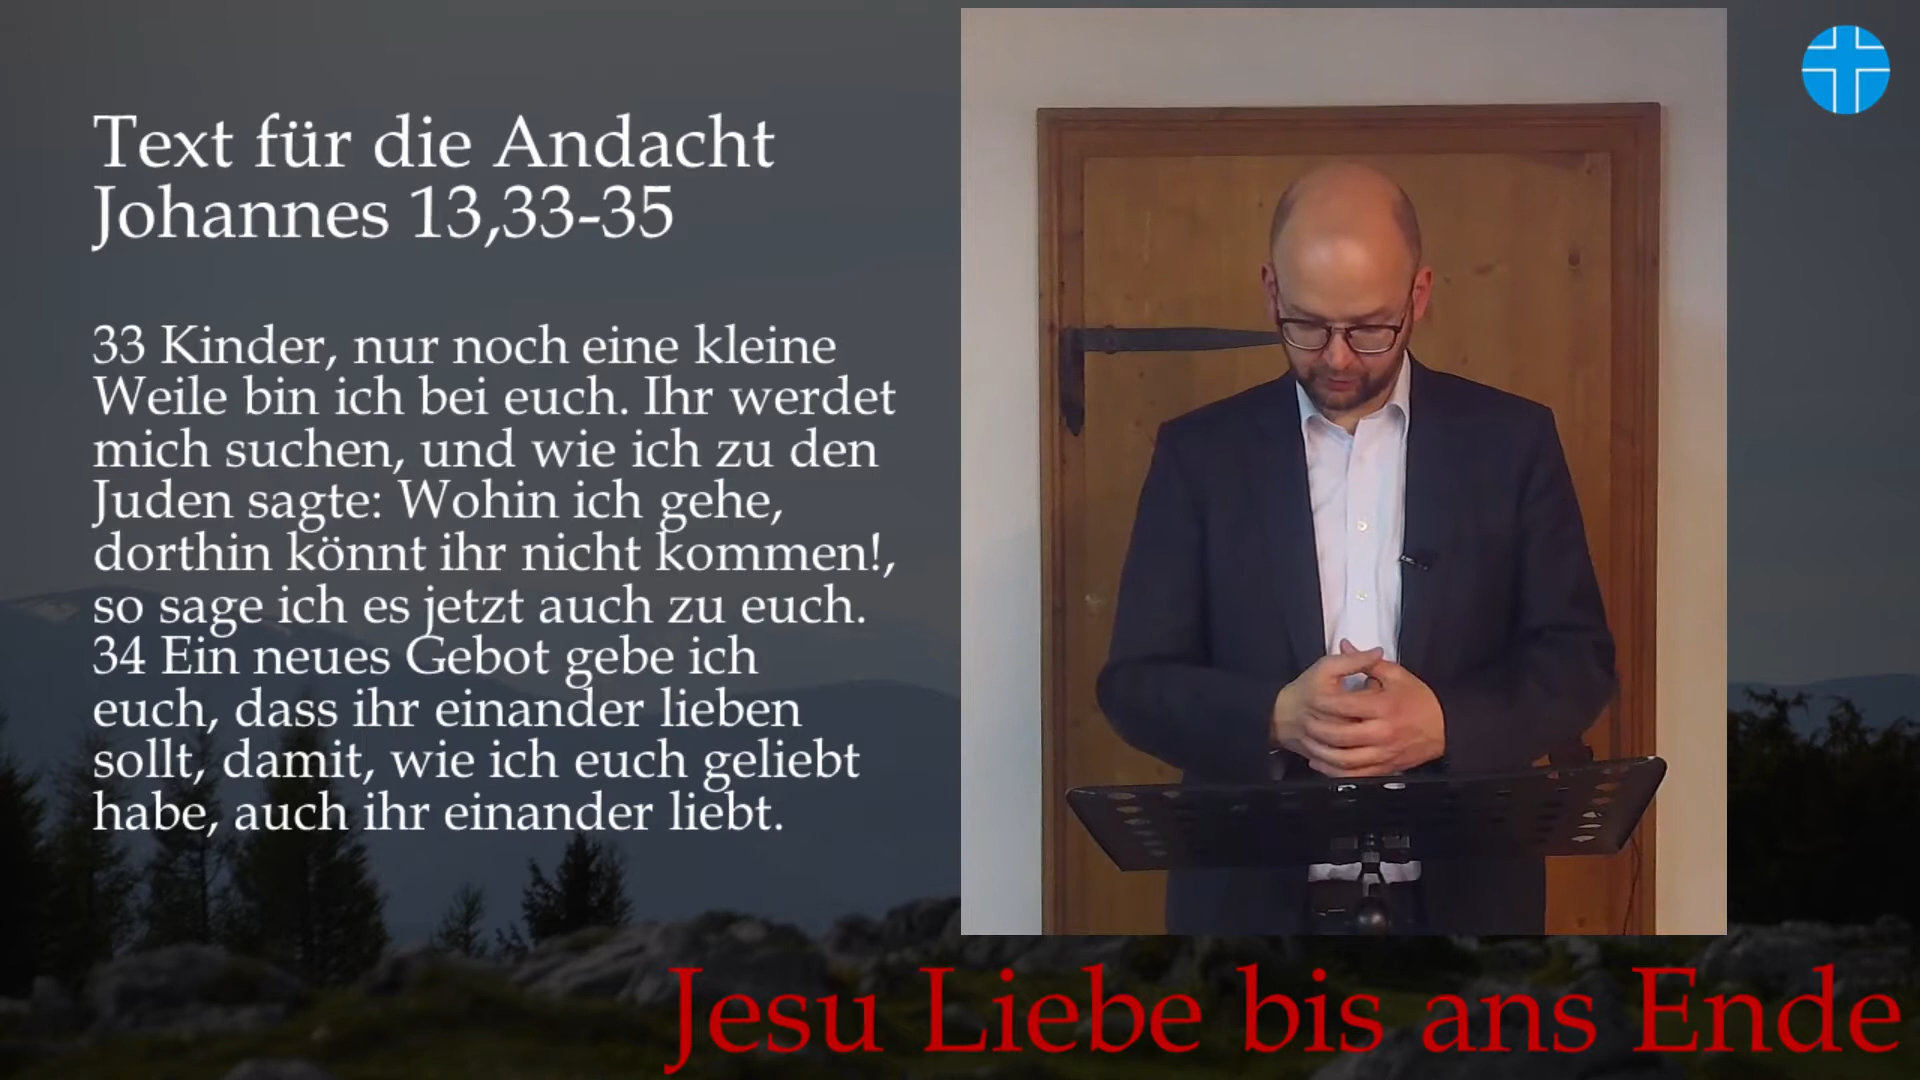 Text für die Andacht
Johannes 13,33-35
33 Kinder, nur noch eine kleine
Weile bin ich bei euch. Ihr werdet
mich suchen, und wie ich zu den
Juden sagte: Wohin ich gehe,
dorthin könnt ihr nicht kommen!,
so sage ich es jetzt auch zu euch.
34 Ein neues Gebot gebe ich
euch, dass ihr einander lieben
sollt, damit, wie ich euch geliebt
habe, auch ihr einander liebt.
Jesu Liebe bis ans Ende